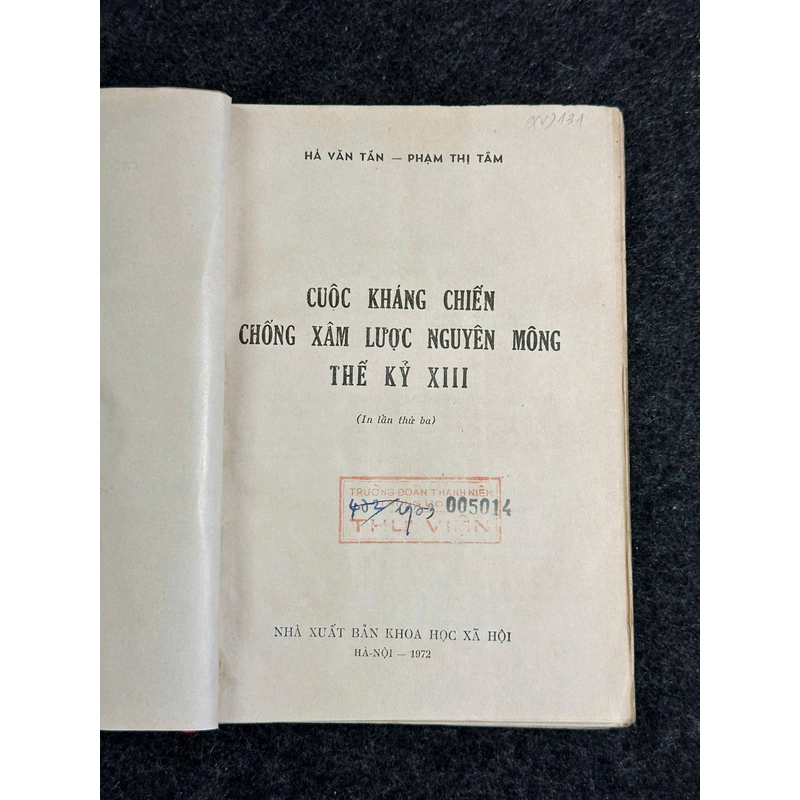 131
HÀ VĂN TẤN — PHẠM THỊ TÂM
CUỘC KHÁNG CHIẾN
CHỐNG XÂM LƯỢC NGUYÊN MÔNG
THẾ KỶ XIII
(In lần thứ ba)
TRƯỜNG ĐOÀN THANH NIÊN
005014
THƯ VIỆN
NHÀ XUẤT BẢN KHOA HỌC XÃ HỘI
HÀ-NỘI — 1972